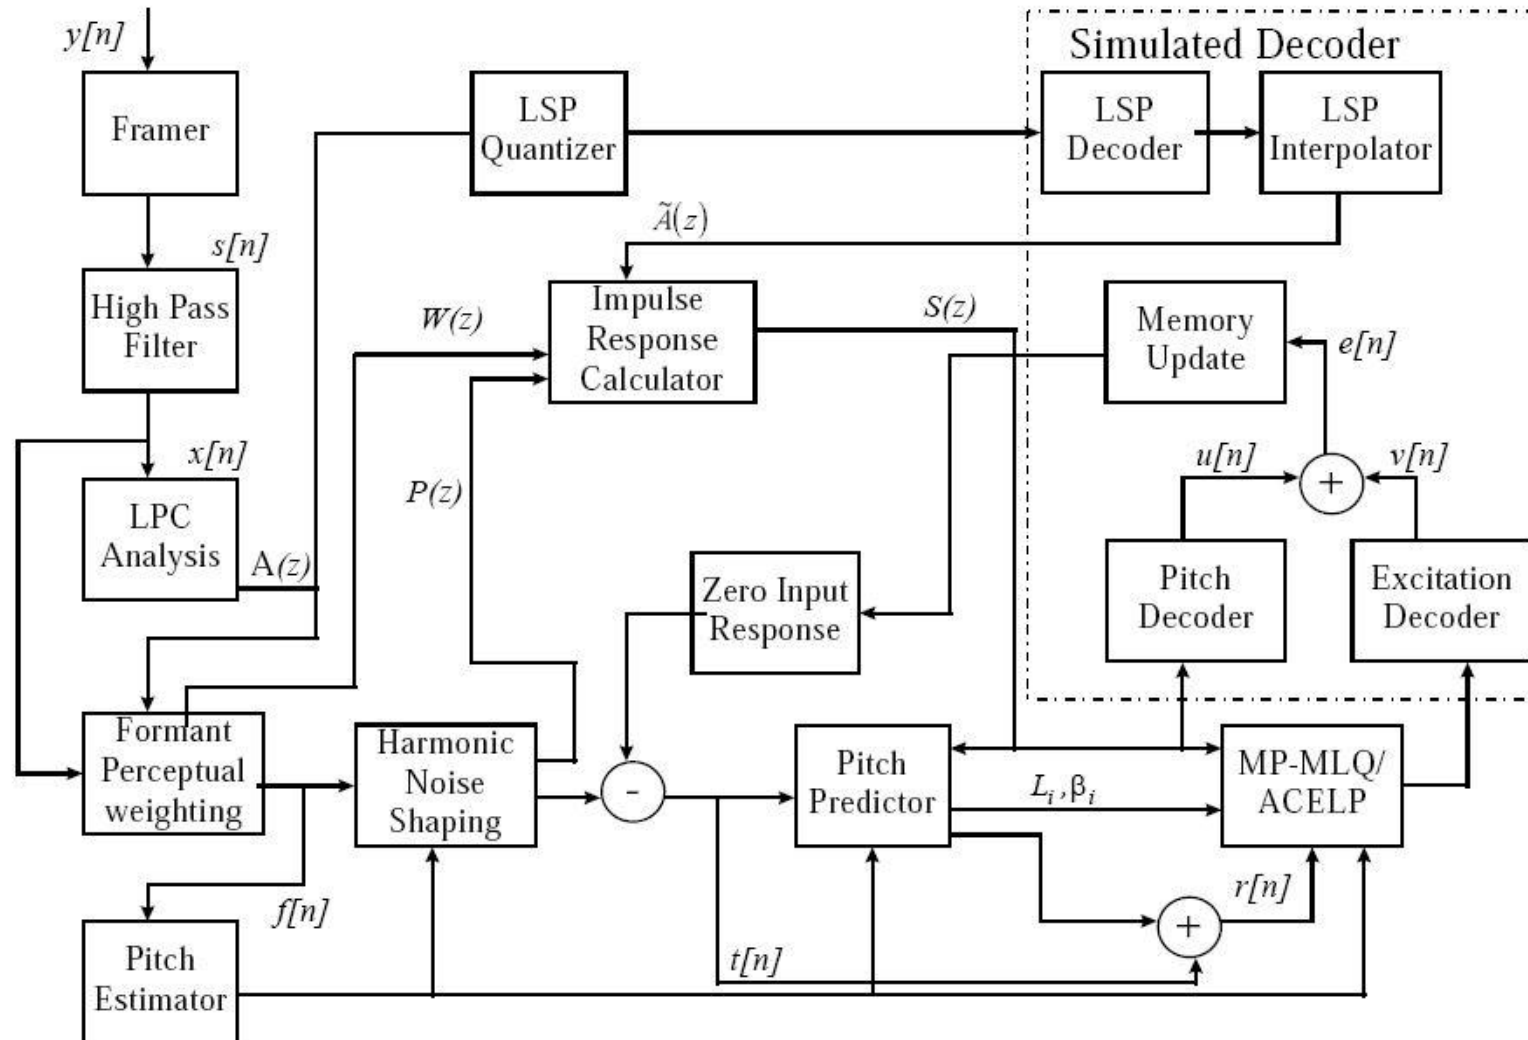 y[n]
Simulated Decoder
Framer
LSP
Quantizer
LSP
Decoder
LSP
Interpolator
s[n]
Ã(z)
High Pass
Filter
W(z)
Impulse
Response
Calculator
S(z)
Memory
Update
e[n]
x[n]
P(z)
u[n]
+
v[n]
LPC
Analysis
A(z)
Zero Input
Response
Pitch
Decoder
Excitation
Decoder
Formant
Perceptual
weighting
Harmonic
Noise
Shaping
-
Pitch
Predictor
L_i ,β_i
MP-MLQ/
ACELP
f[n]
r[n]
+
t[n]
Pitch
Estimator